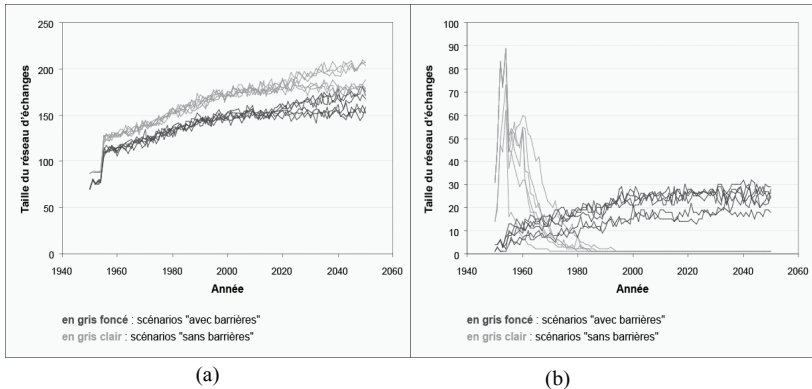 250
200
150
100
50
0
1940 1960 1980 2000 2020 2040 2060
Taille du réseau d'échanges
Année
en gris foncé : scénarios "avec barrières"
en gris clair : scénarios "sans barrières"
(a)
100
90
80
70
60
50
40
30
20
10
0
1940 1960 1980 2000 2020 2040 2060
Taille du réseau d'échanges
Année
en gris foncé : scénarios "avec barrières"
en gris clair : scénarios "sans barrières"
(b)